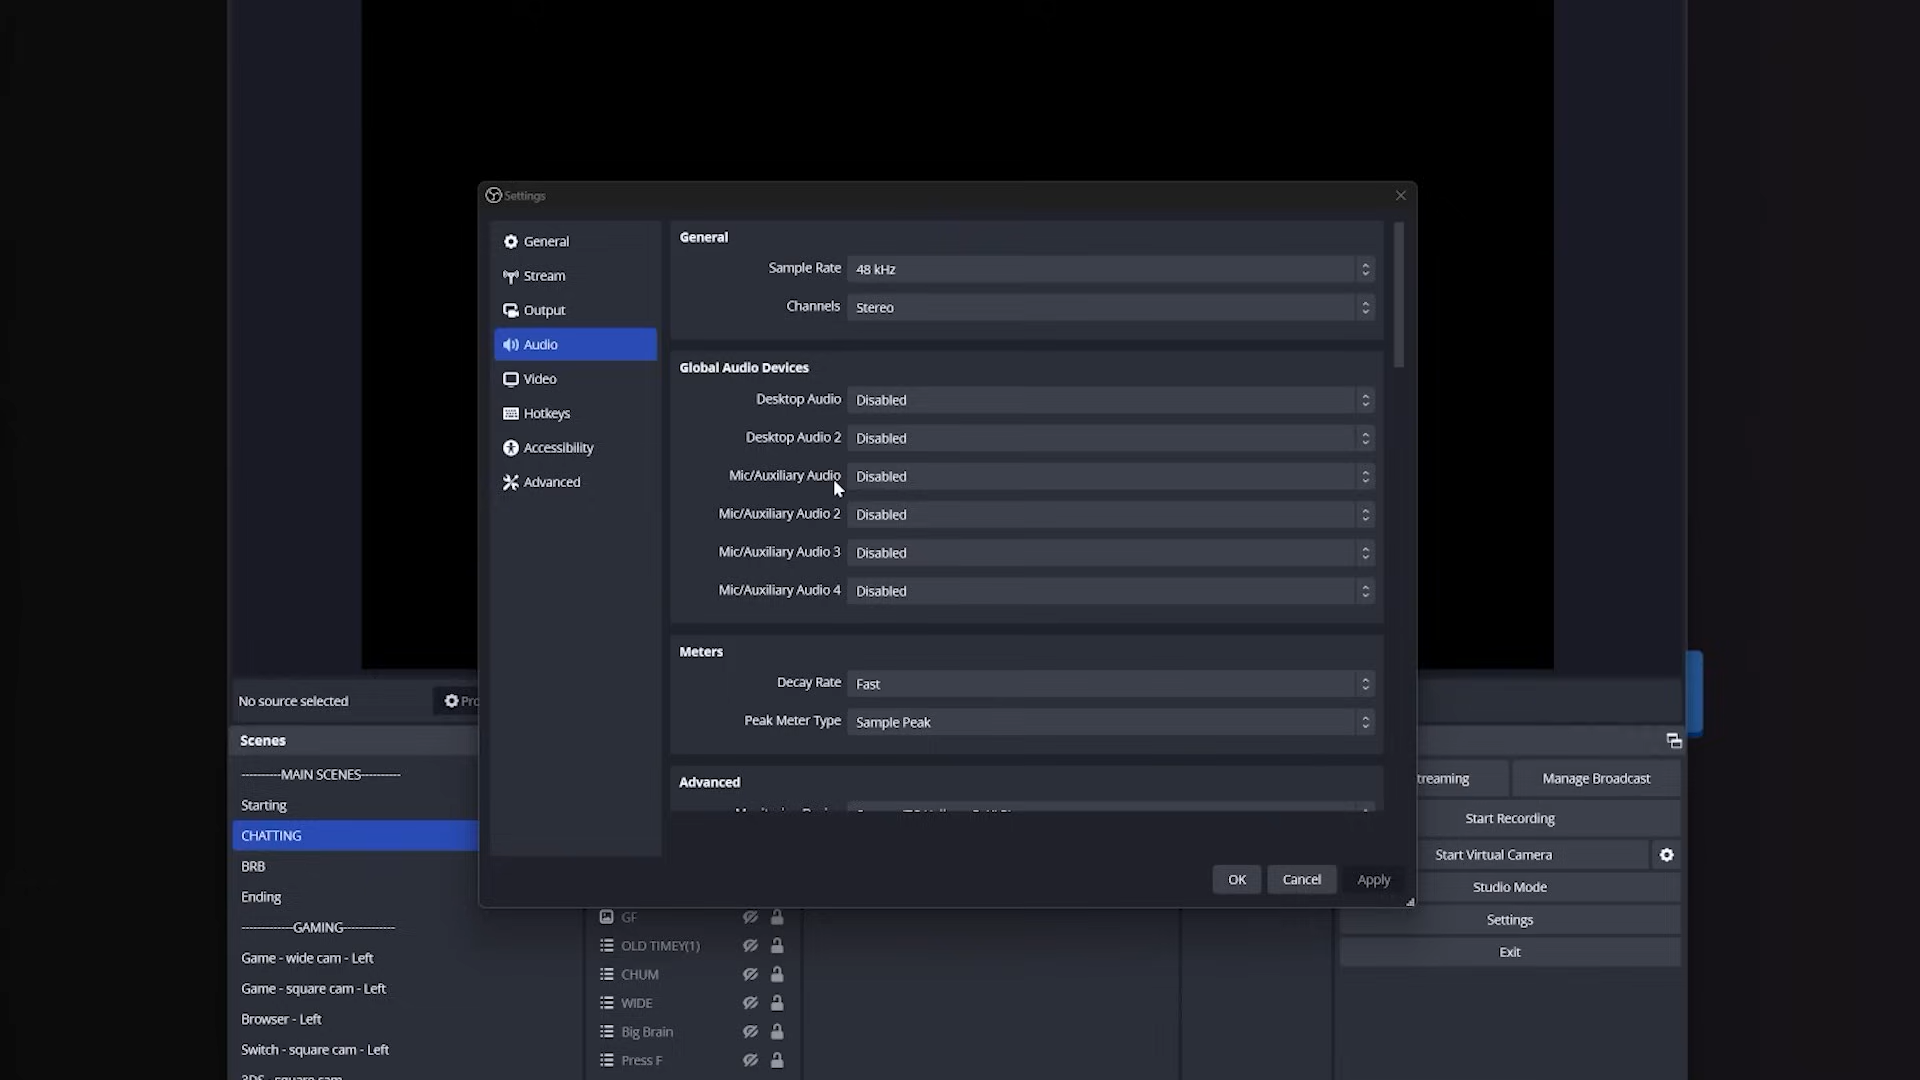 Settings
General
Stream
Output
Audio
Video
Hotkeys
Accessibility
Advanced
General
Sample Rate 48 kHz
Channels Stereo
Global Audio Devices
Desktop Audio Disabled
Desktop Audio 2 Disabled
Mic/Auxiliary Audio Disabled
Mic/Auxiliary Audio 2 Disabled
Mic/Auxiliary Audio 3 Disabled
Mic/Auxiliary Audio 4 Disabled
Meters
Decay Rate Fast
Peak Meter Type Sample Peak
Advanced
OK Cancel Apply
No source selected
Pro
Scenes
----------MAIN SCENES----------
Starting
CHATTING
BRB
Ending
-------------GAMING-------------
Game - wide cam - Left
Game - square cam - Left
Browser - Left
Switch - square cam - Left
GF
OLD TIMEY(1)
CHUM
WIDE
Big Brain
Press F
treaming
Manage Broadcast
Start Recording
Start Virtual Camera
Studio Mode
Settings
Exit